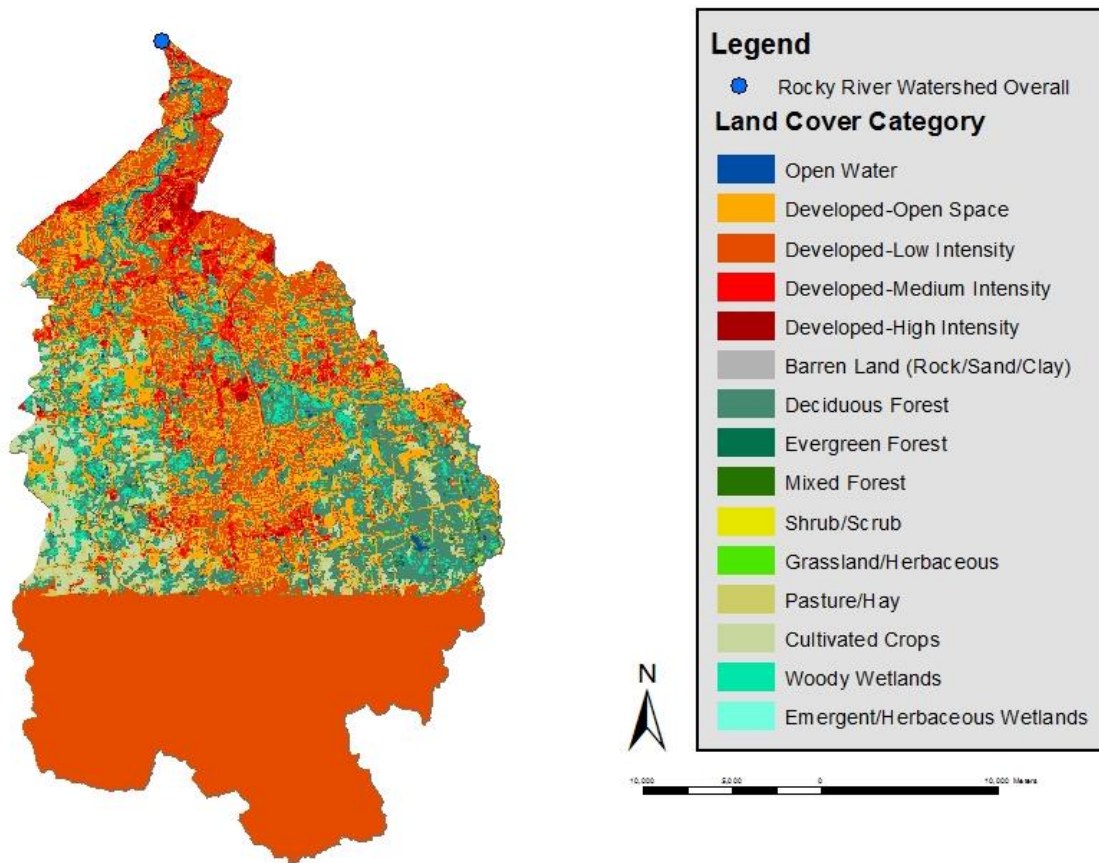 Legend
Rocky River Watershed Overall
Land Cover Category
Open Water
Developed-Open Space
Developed-Low Intensity
Developed-Medium Intensity
Developed-High Intensity
Barren Land (Rock/Sand/Clay)
Deciduous Forest
Evergreen Forest
Mixed Forest
Shrub/Scrub
Grassland/Herbaceous
Pasture/Hay
Cultivated Crops
Woody Wetlands
Emergent/Herbaceous Wetlands
N
10,000 5,000 0 10,000 Meters